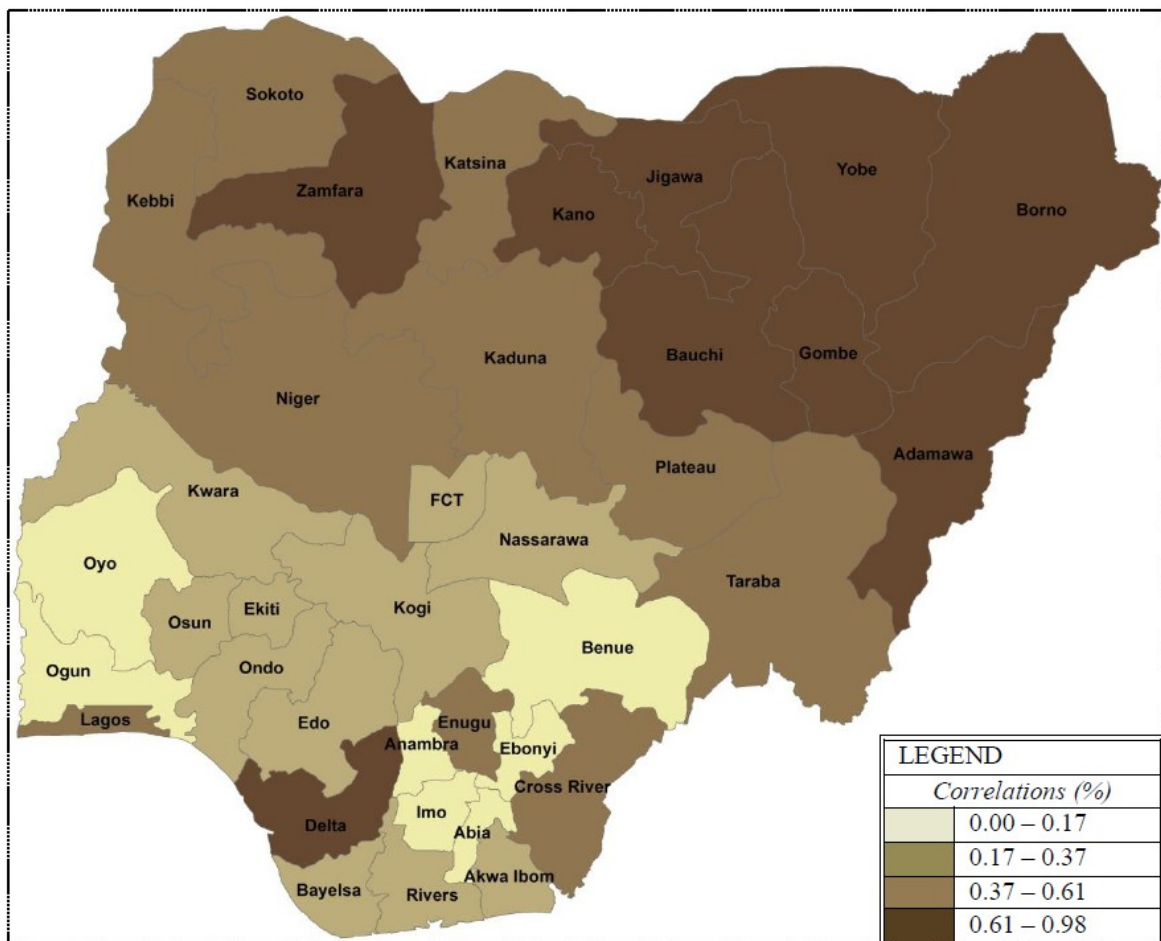 Sokoto
Katsina
Yobe
Jigawa
Zamfara
Kebbi
Kano
Borno
Kaduna
Bauchi
Gombe
Niger
Adamawa
Plateau
Kwara
FCT
Nassarawa
Oyo
Taraba
Ekiti
Kogi
Osun
Benue
Ogun
Ondo
Lagos
Edo
Enugu
Anambra
Ebonyi
Cross River
Imo
Delta
Abia
Akwa Ibom
Bayelsa
Rivers
LEGEND
Correlations (%)
0.00 – 0.17
0.17 – 0.37
0.37 – 0.61
0.61 – 0.98